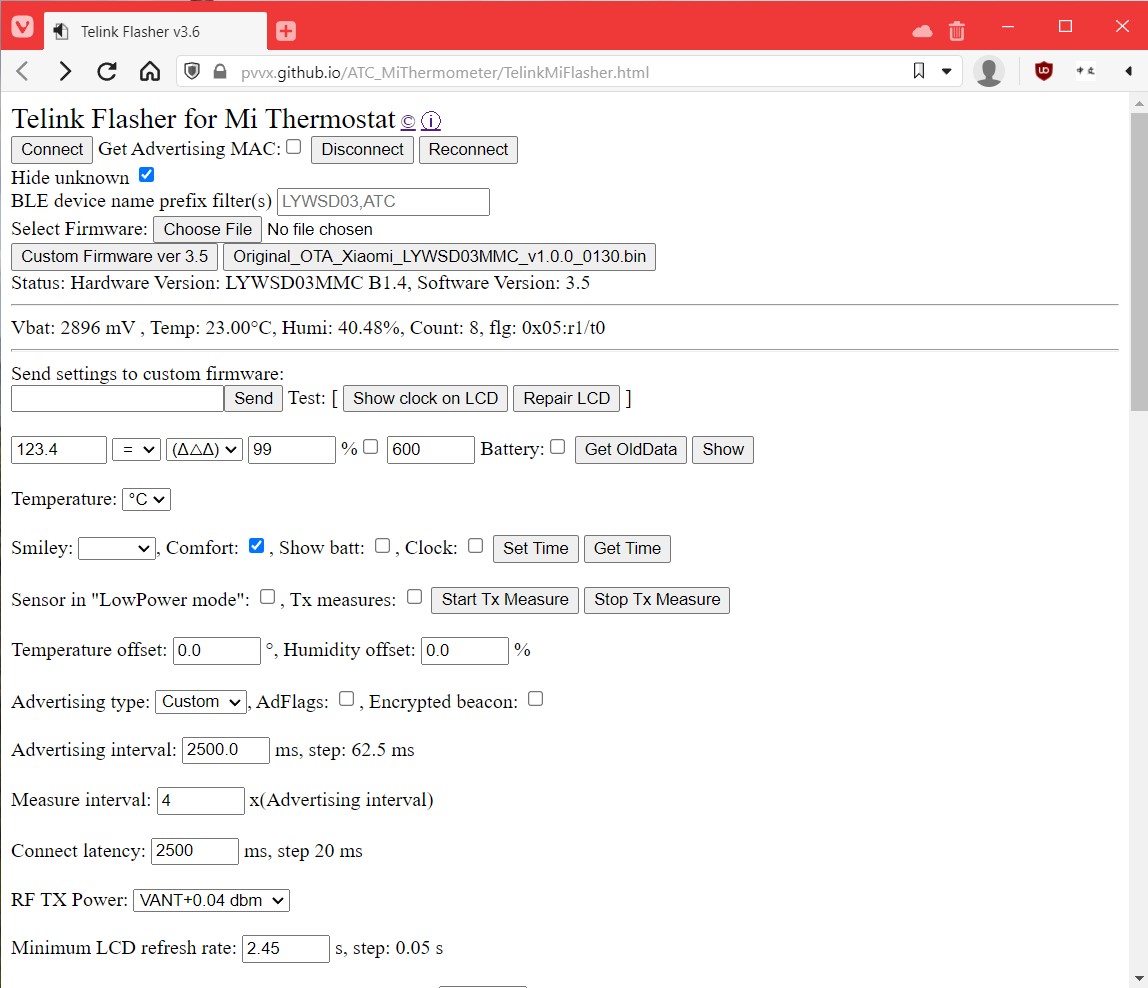 Telink Flasher v3.6
pvvx.github.io/ATC_MiThermometer/TelinkMiFlasher.html
Telink Flasher for Mi Thermostat © ⓘ
Connect Get Advertising MAC: Disconnect Reconnect
Hide unknown
BLE device name prefix filter(s) LYWSD03,ATC
Select Firmware: Choose File No file chosen
Custom Firmware ver 3.5 Original_OTA_Xiaomi_LYWSD03MMC_v1.0.0_0130.bin
Status: Hardware Version: LYWSD03MMC B1.4, Software Version: 3.5
Vbat: 2896 mV , Temp: 23.00°C, Humi: 40.48%, Count: 8, flg: 0x05:r1/t0
Send settings to custom firmware:
Send Test: [ Show clock on LCD Repair LCD ]
123.4 = (Δ△Δ) 99 % 600 Battery: Get OldData Show
Temperature: °C
Smiley: , Comfort: , Show batt: , Clock: Set Time Get Time
Sensor in "LowPower mode": , Tx measures: Start Tx Measure Stop Tx Measure
Temperature offset: 0.0 °, Humidity offset: 0.0 %
Advertising type: Custom , AdFlags: , Encrypted beacon:
Advertising interval: 2500.0 ms, step: 62.5 ms
Measure interval: 4 x(Advertising interval)
Connect latency: 2500 ms, step 20 ms
RF TX Power: VANT+0.04 dbm
Minimum LCD refresh rate: 2.45 s, step: 0.05 s